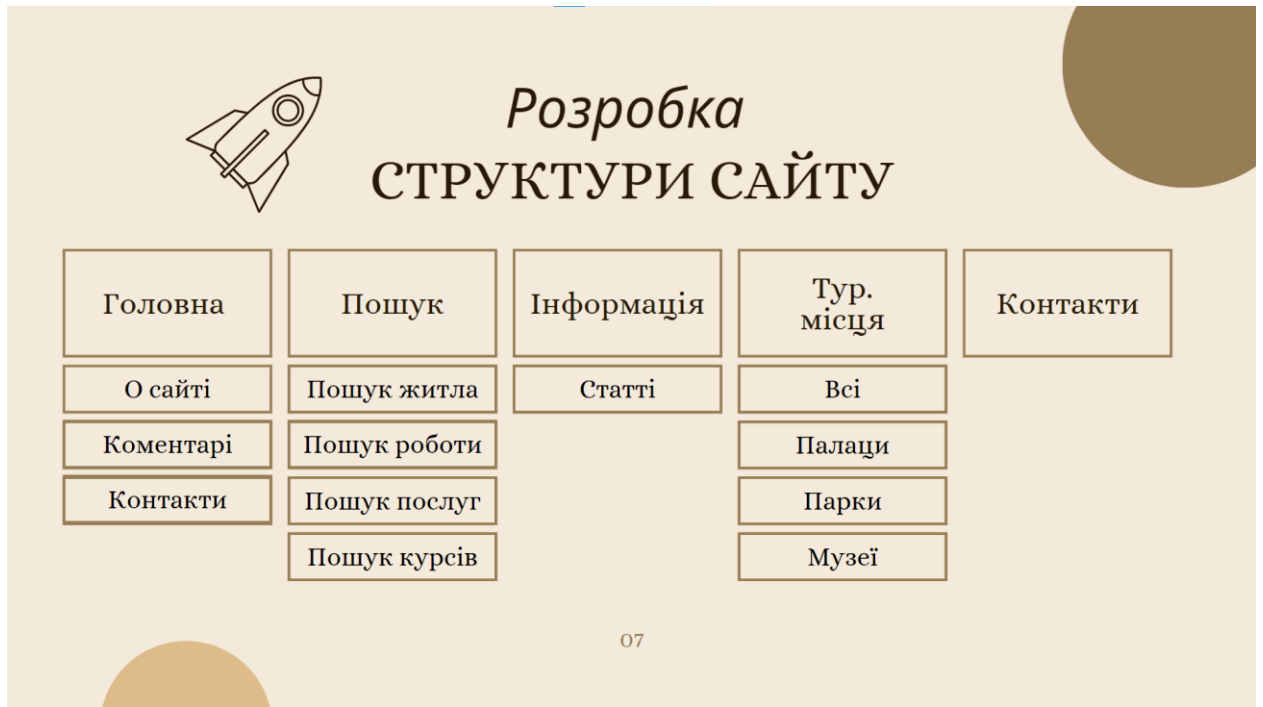 Розробка
СТРУКТУРИ САЙТУ
Головна
О сайті
Коментарі
Контакти
Пошук
Пошук житла
Пошук роботи
Пошук послуг
Пошук курсів
Інформація
Статті
Тур.
місця
Всі
Палаци
Парки
Музеї
Контакти
07